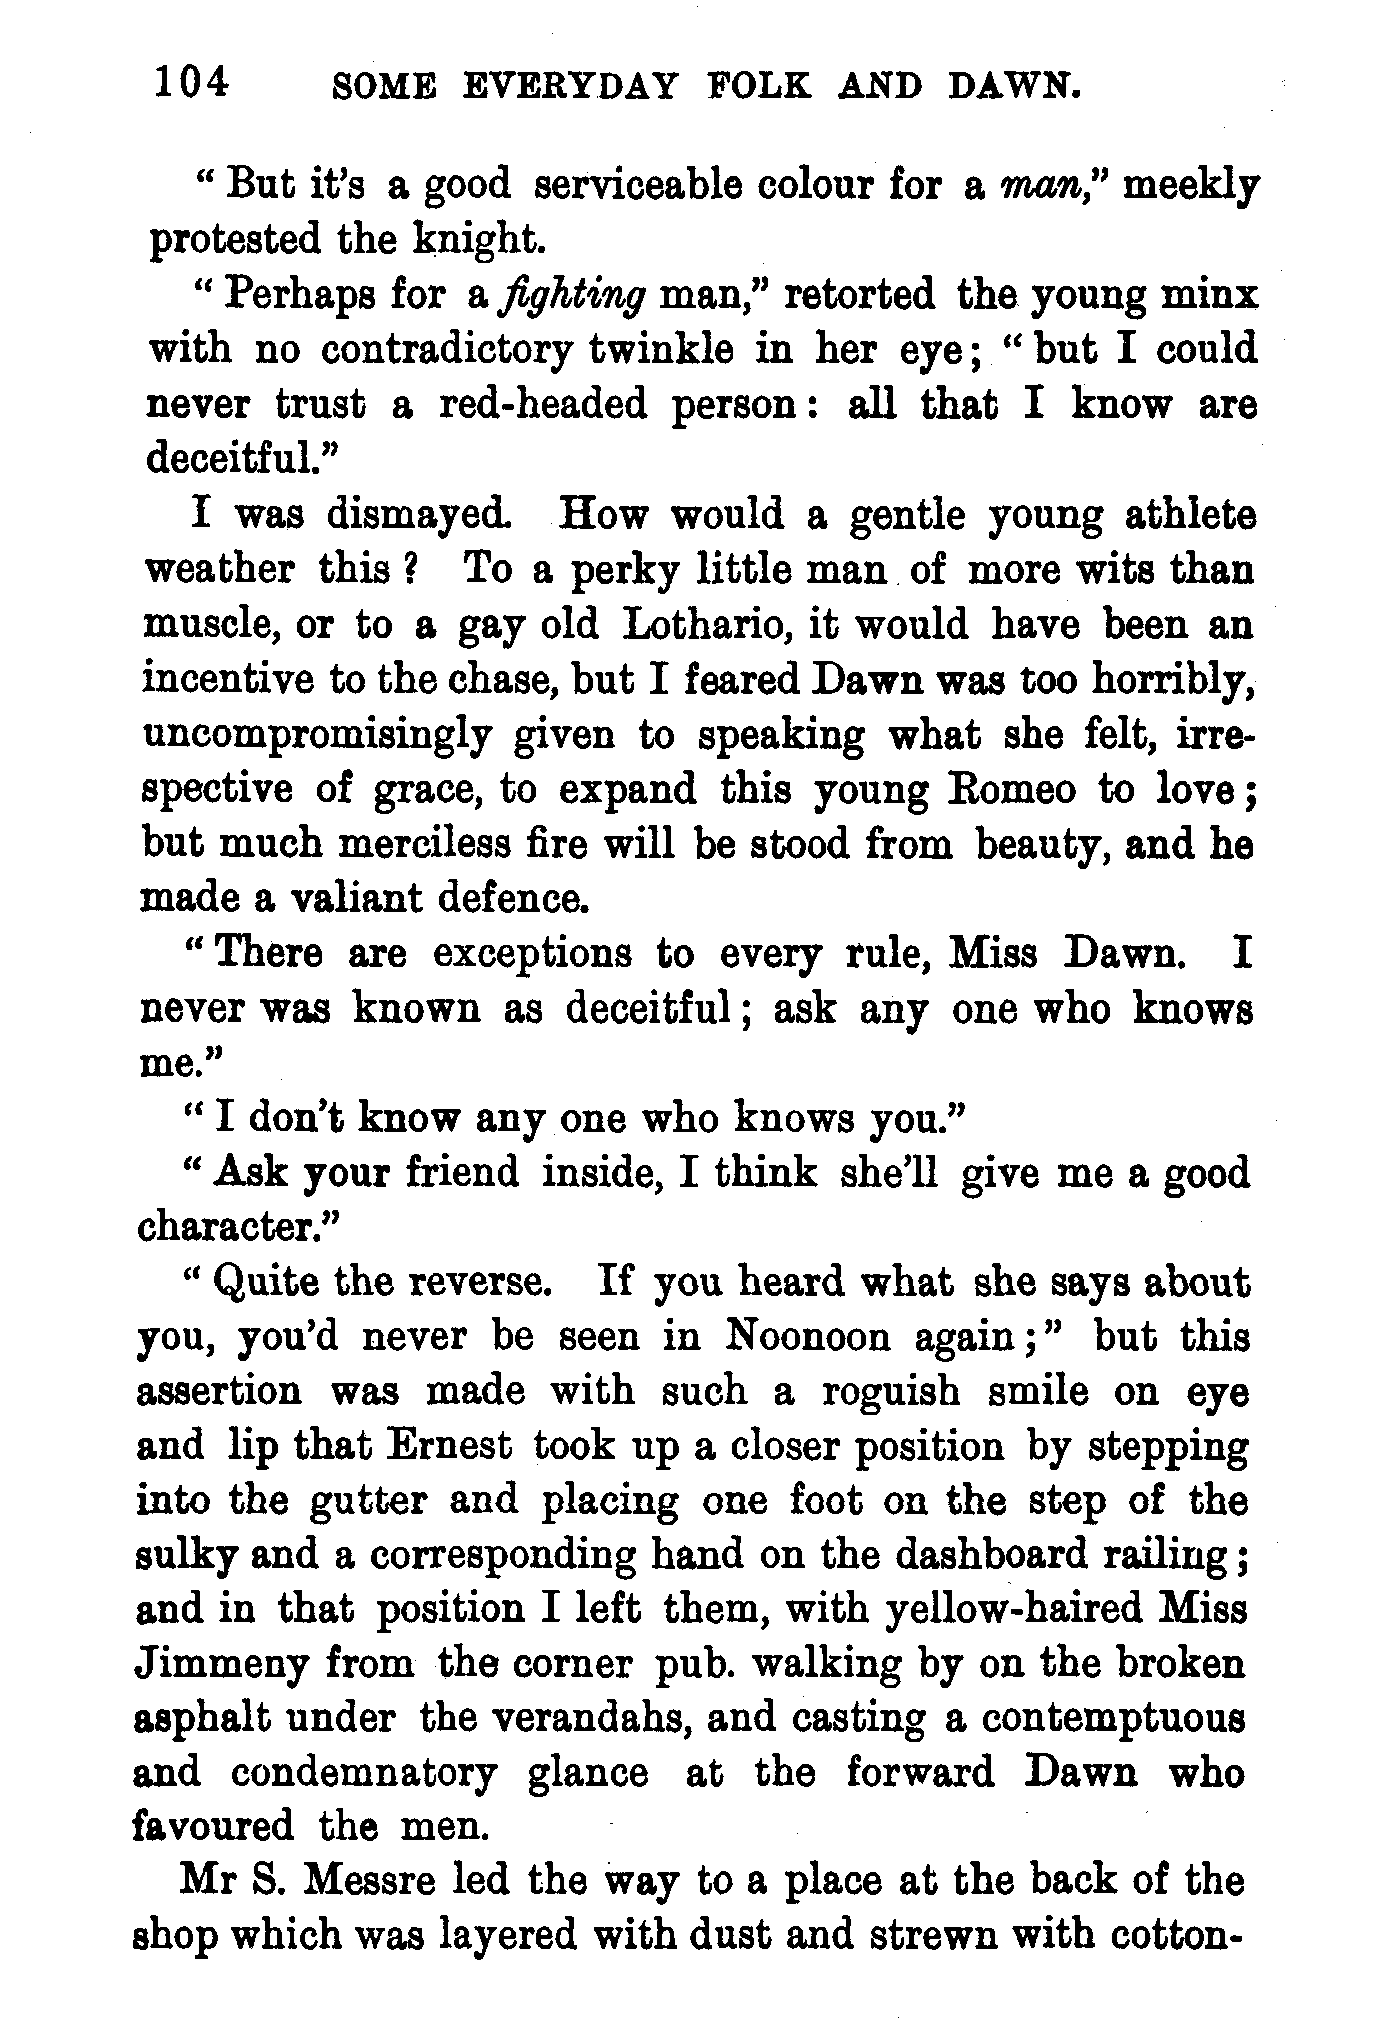 104 SOME EVERYDAY FOLK AND DAWN.
“But it’s a good serviceable colour for a man,” meekly
protested the knight.
“Perhaps for a fighting man,” retorted the young minx
with no contradictory twinkle in her eye; “but I could
never trust a red-headed person: all that I know are
deceitful.”
I was dismayed. How would a gentle young athlete
weather this? To a perky little man of more wits than
muscle, or to a gay old Lothario, it would have been an
incentive to the chase, but I feared Dawn was too horribly,
uncompromisingly given to speaking what she felt, irre-
spective of grace, to expand this young Romeo to love;
but much merciless fire will be stood from beauty, and he
made a valiant defence.
“There are exceptions to every rule, Miss Dawn. I
never was known as deceitful; ask any one who knows
me.”
“I don’t know any one who knows you.”
“Ask your friend inside, I think she’ll give me a good
character.”
“Quite the reverse. If you heard what she says about
you, you’d never be seen in Noonoon again;” but this
assertion was made with such a roguish smile on eye
and lip that Ernest took up a closer position by stepping
into the gutter and placing one foot on the step of the
sulky and a corresponding hand on the dashboard railing;
and in that position I left them, with yellow-haired Miss
Jimmeny from the corner pub. walking by on the broken
asphalt under the verandahs, and casting a contemptuous
and condemnatory glance at the forward Dawn who
favoured the men.
Mr S. Messre led the way to a place at the back of the
shop which was layered with dust and strewn with cotton-